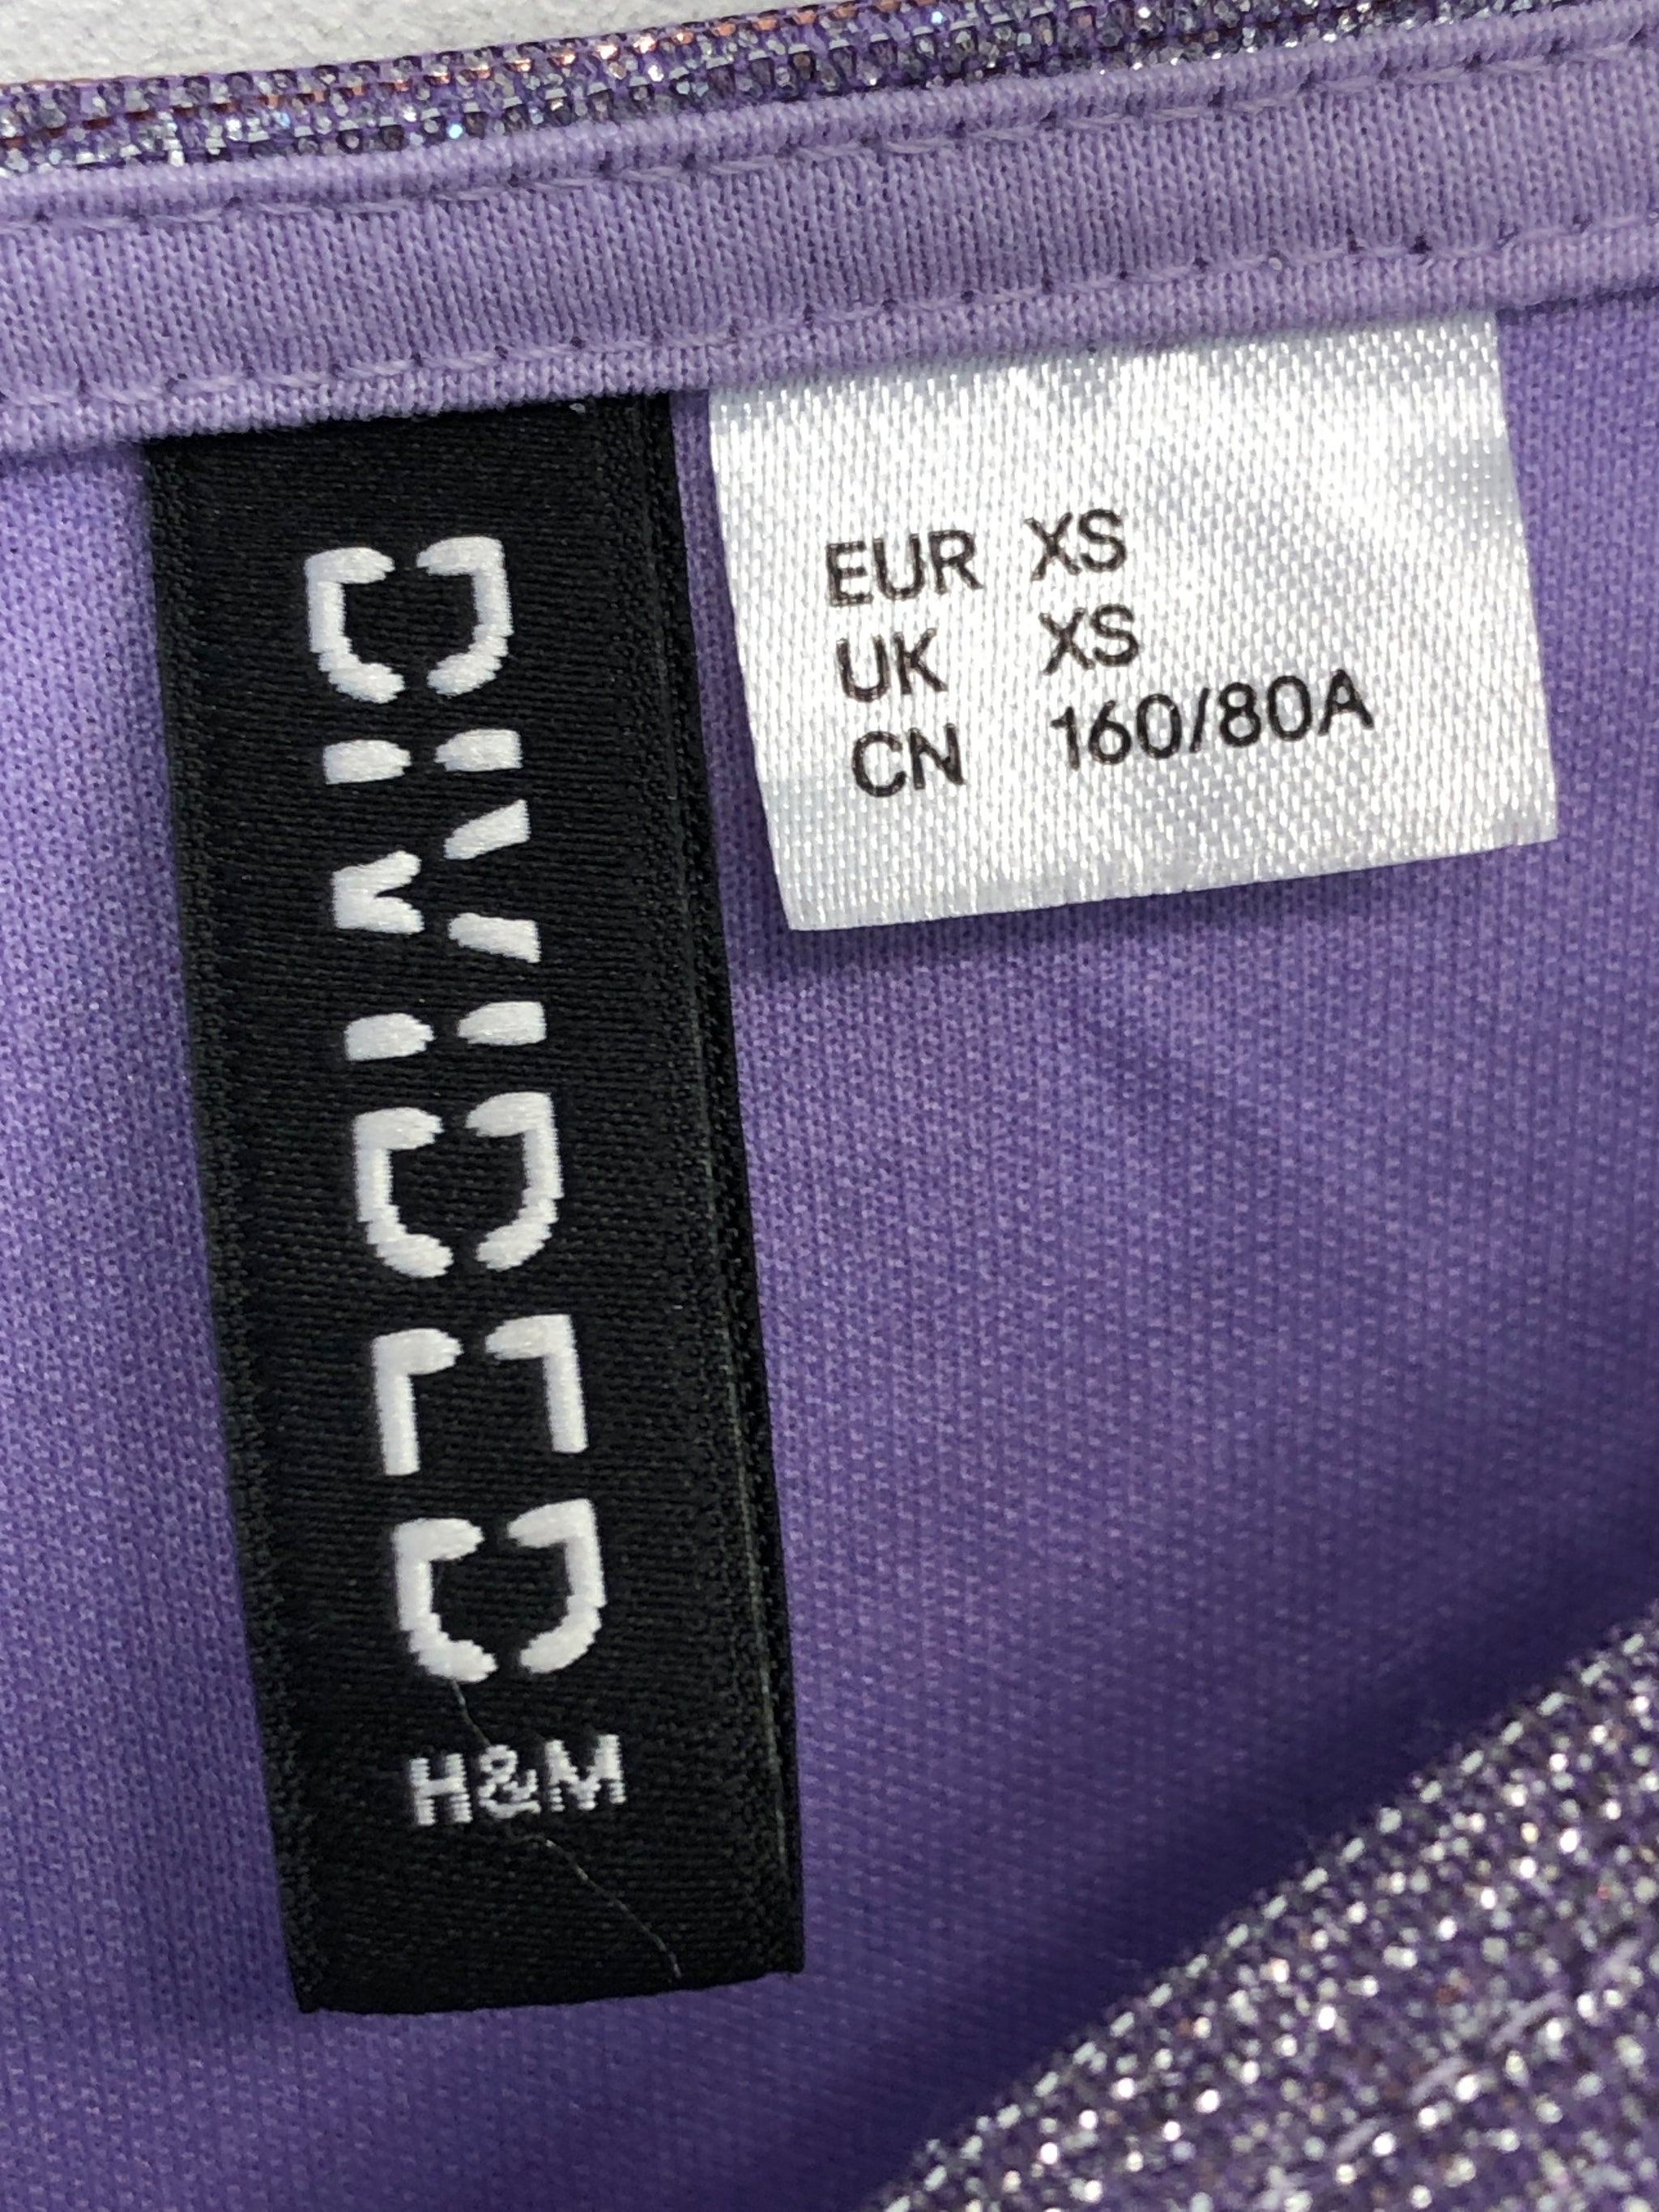 DIVIDED
H&M
EUR XS
UK XS
CN 160/80A